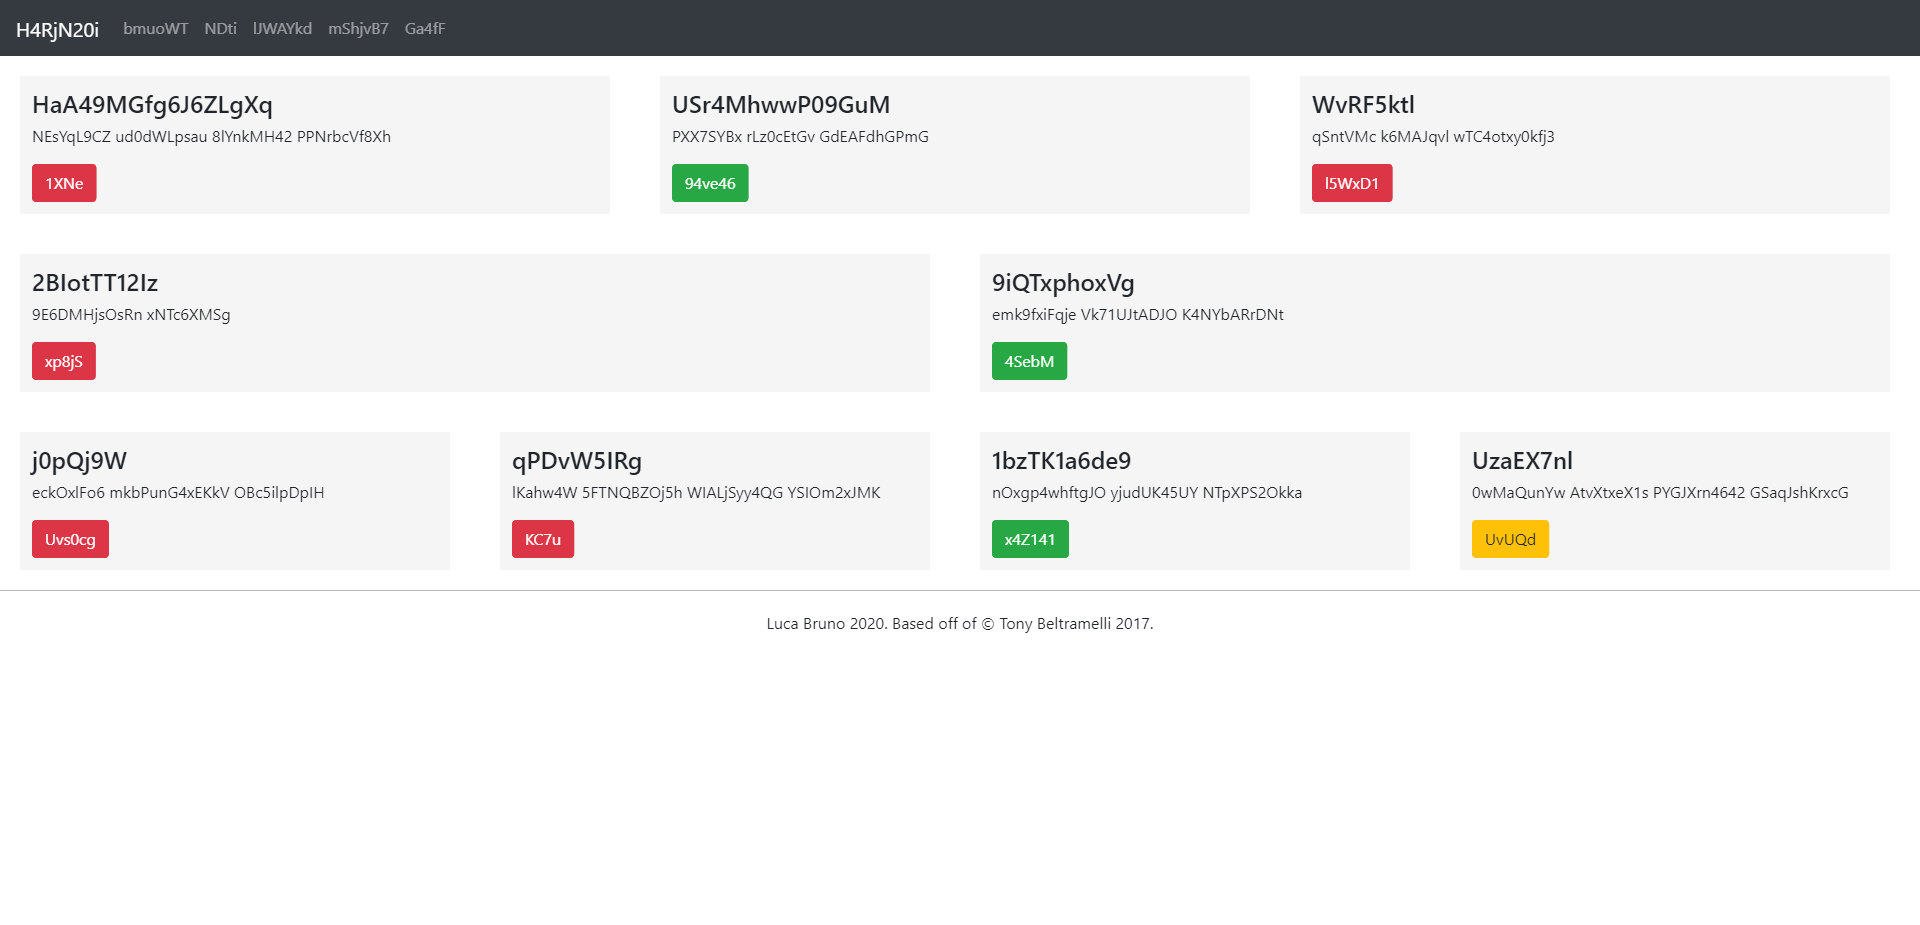 H4RjN20i bmuoWT NDti lJWAYkd mShjvB7 Ga4fF
HaA49MGfg6J6ZLgXq
NEsYqL9CZ ud0dWLpsau 8lYnkMH42 PPNrbcVf8Xh
1XNe
USr4MhwwP09GuM
PXX7SYBx rLz0cEtGv GdEAFdhGPmG
94ve46
WvRF5ktl
qSntVMc k6MAJqvl wTC4otxy0kfj3
l5WxD1
2BIotTT12Iz
9E6DMHjsOsRn xNTc6XMSg
xp8jS
9iQTxphoxVg
emk9fxiFqje Vk71UJtADJO K4NYbARrDNt
4SebM
j0pQj9W
eckOxlFo6 mkbPunG4xEKkV OBc5ilpDpIH
Uvs0cg
qPDvW5IRg
lKahw4W 5FTNQBZOj5h WIALjSyy4QG YSIOm2xJMK
KC7u
1bzTK1a6de9
nOxgp4whftgJO yjudUK45UY NTpXPS2Okka
x4Z141
UzaEX7nl
0wMaQunYw AtvXtxeX1s PYGJXrn4642 GSaqJshKrxcG
UvUQd
Luca Bruno 2020. Based off of © Tony Beltramelli 2017.